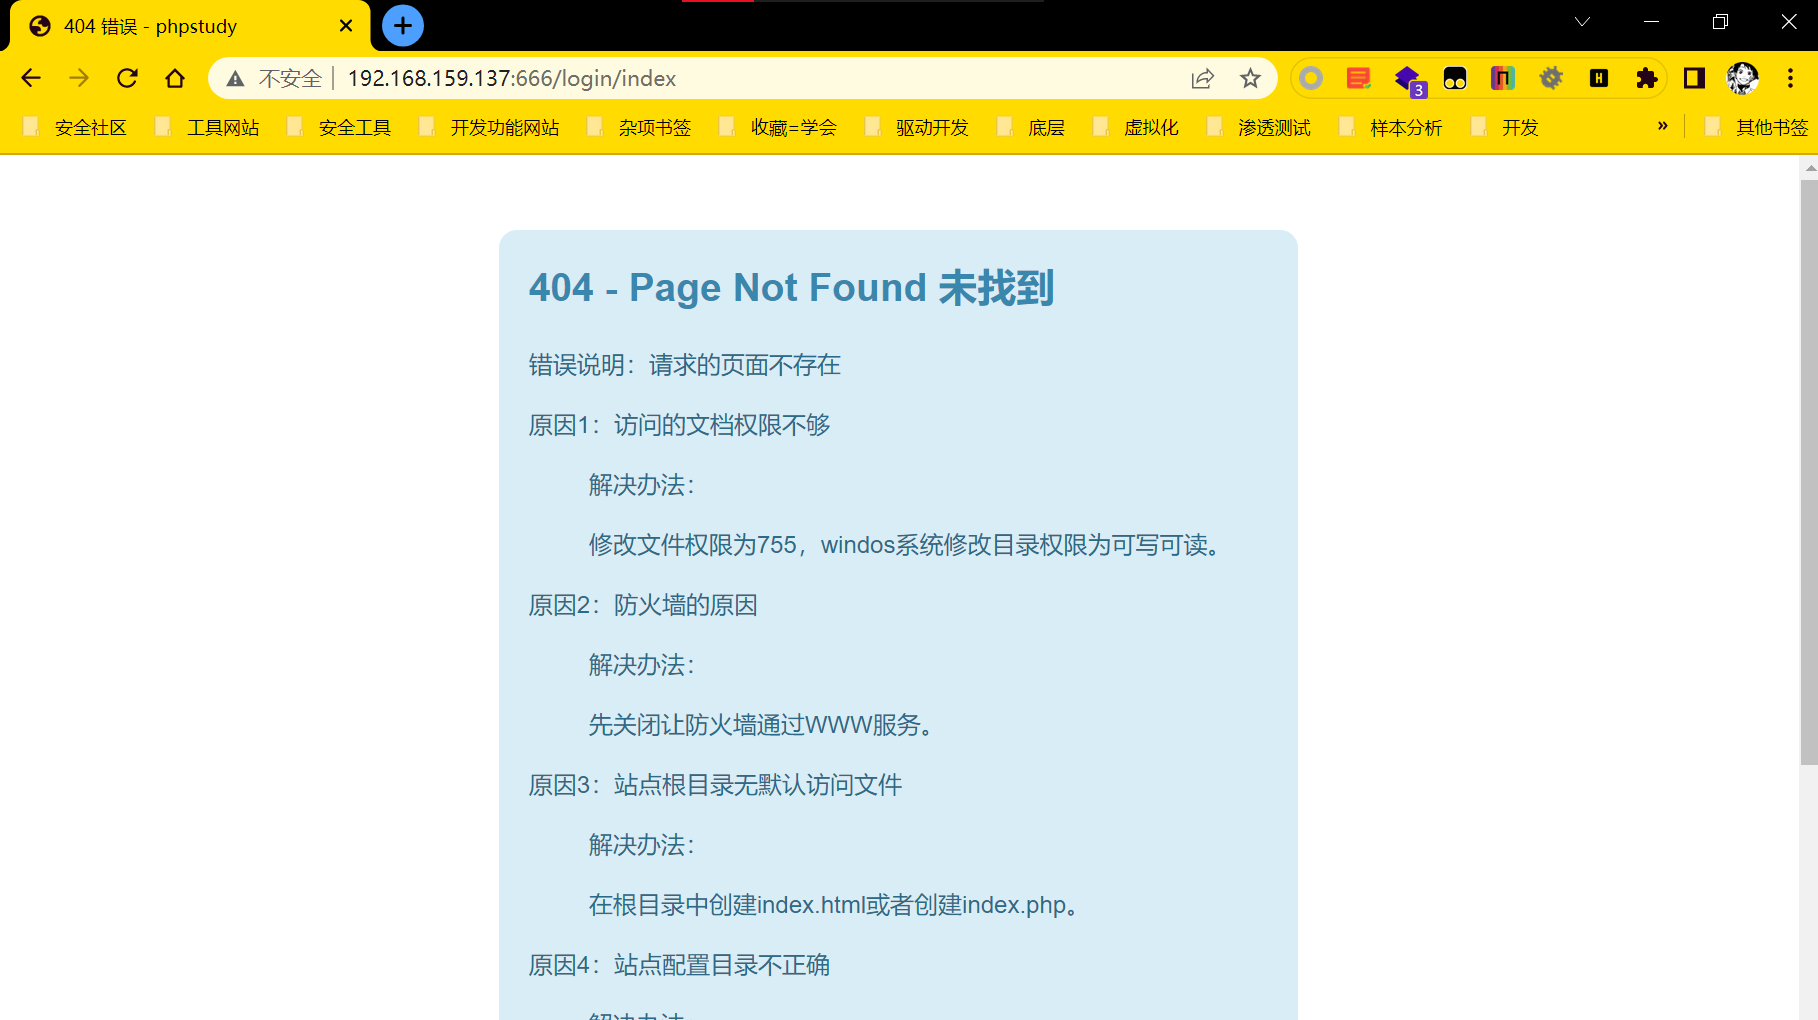 404 错误 - phpstudy
不安全 192.168.159.137:666/login/index
3
安全社区 工具网站 安全工具 开发功能网站 杂项书签 收藏=学会 驱动开发 底层 虚拟化 渗透测试 样本分析 开发 » 其他书签
404 - Page Not Found 未找到
错误说明：请求的页面不存在
原因1：访问的文档权限不够
解决办法：
修改文件权限为755，windos系统修改目录权限为可写可读。
原因2：防火墙的原因
解决办法：
先关闭让防火墙通过WWW服务。
原因3：站点根目录无默认访问文件
解决办法：
在根目录中创建index.html或者创建index.php。
原因4：站点配置目录不正确
解决办法：